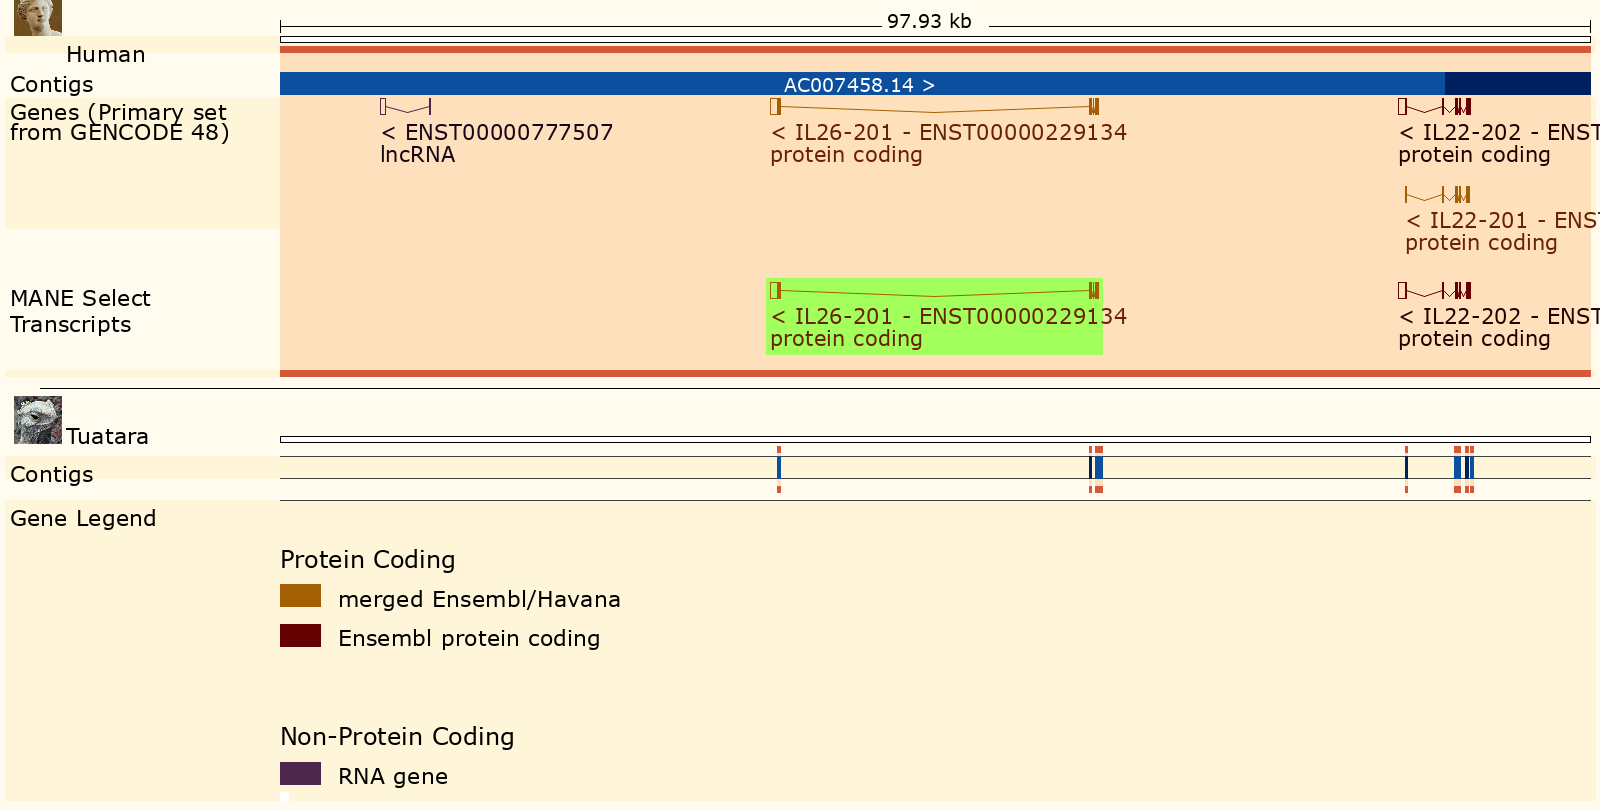 97.93 kb
Human
Contigs
AC007458.14 >
Genes (Primary set
from GENCODE 48)
< ENST00000777507
lncRNA
< IL26-201 - ENST00000229134
protein coding
< IL22-202 - ENST
protein coding
< IL22-201 - ENST
protein coding
MANE Select
Transcripts
< IL26-201 - ENST00000229134
protein coding
< IL22-202 - ENST
protein coding
Tuatara
Contigs
Gene Legend
Protein Coding
merged Ensembl/Havana
Ensembl protein coding
Non-Protein Coding
RNA gene